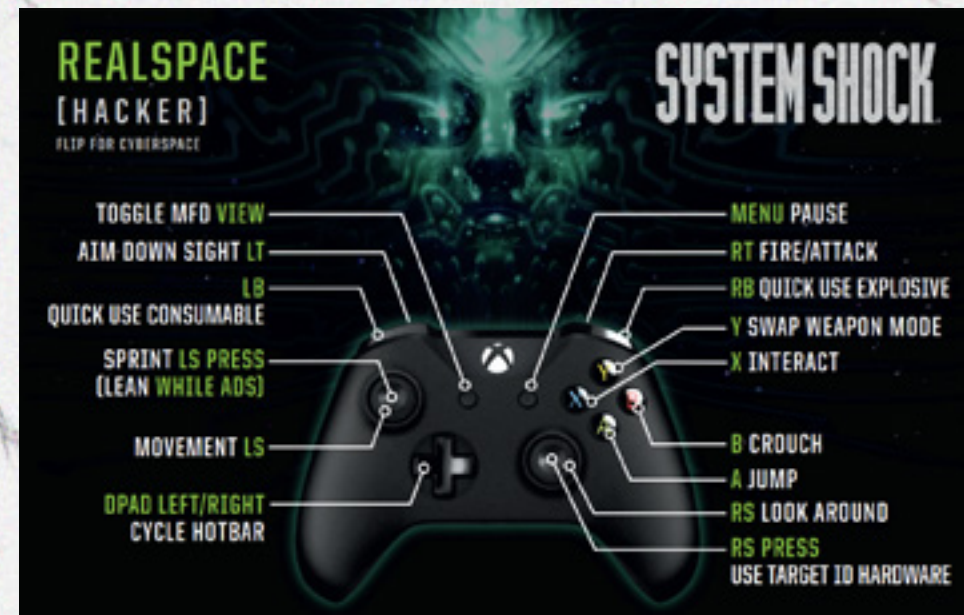 REALSPACE
[HACKER]
FLIP FOR CYBERSPACE
SYSTEM SHOCK
TOGGLE MFD VIEW
AIM DOWN SIGHT LT
LB
QUICK USE CONSUMABLE
SPRINT LS PRESS
(LEAN WHILE ADS)
MOVEMENT LS
DPAD LEFT/RIGHT
CYCLE HOTBAR
MENU PAUSE
RT FIRE/ATTACK
RB QUICK USE EXPLOSIVE
Y SWAP WEAPON MODE
X INTERACT
B CROUCH
A JUMP
RS LOOK AROUND
RS PRESS
USE TARGET ID HARDWARE
Y
X
B
A